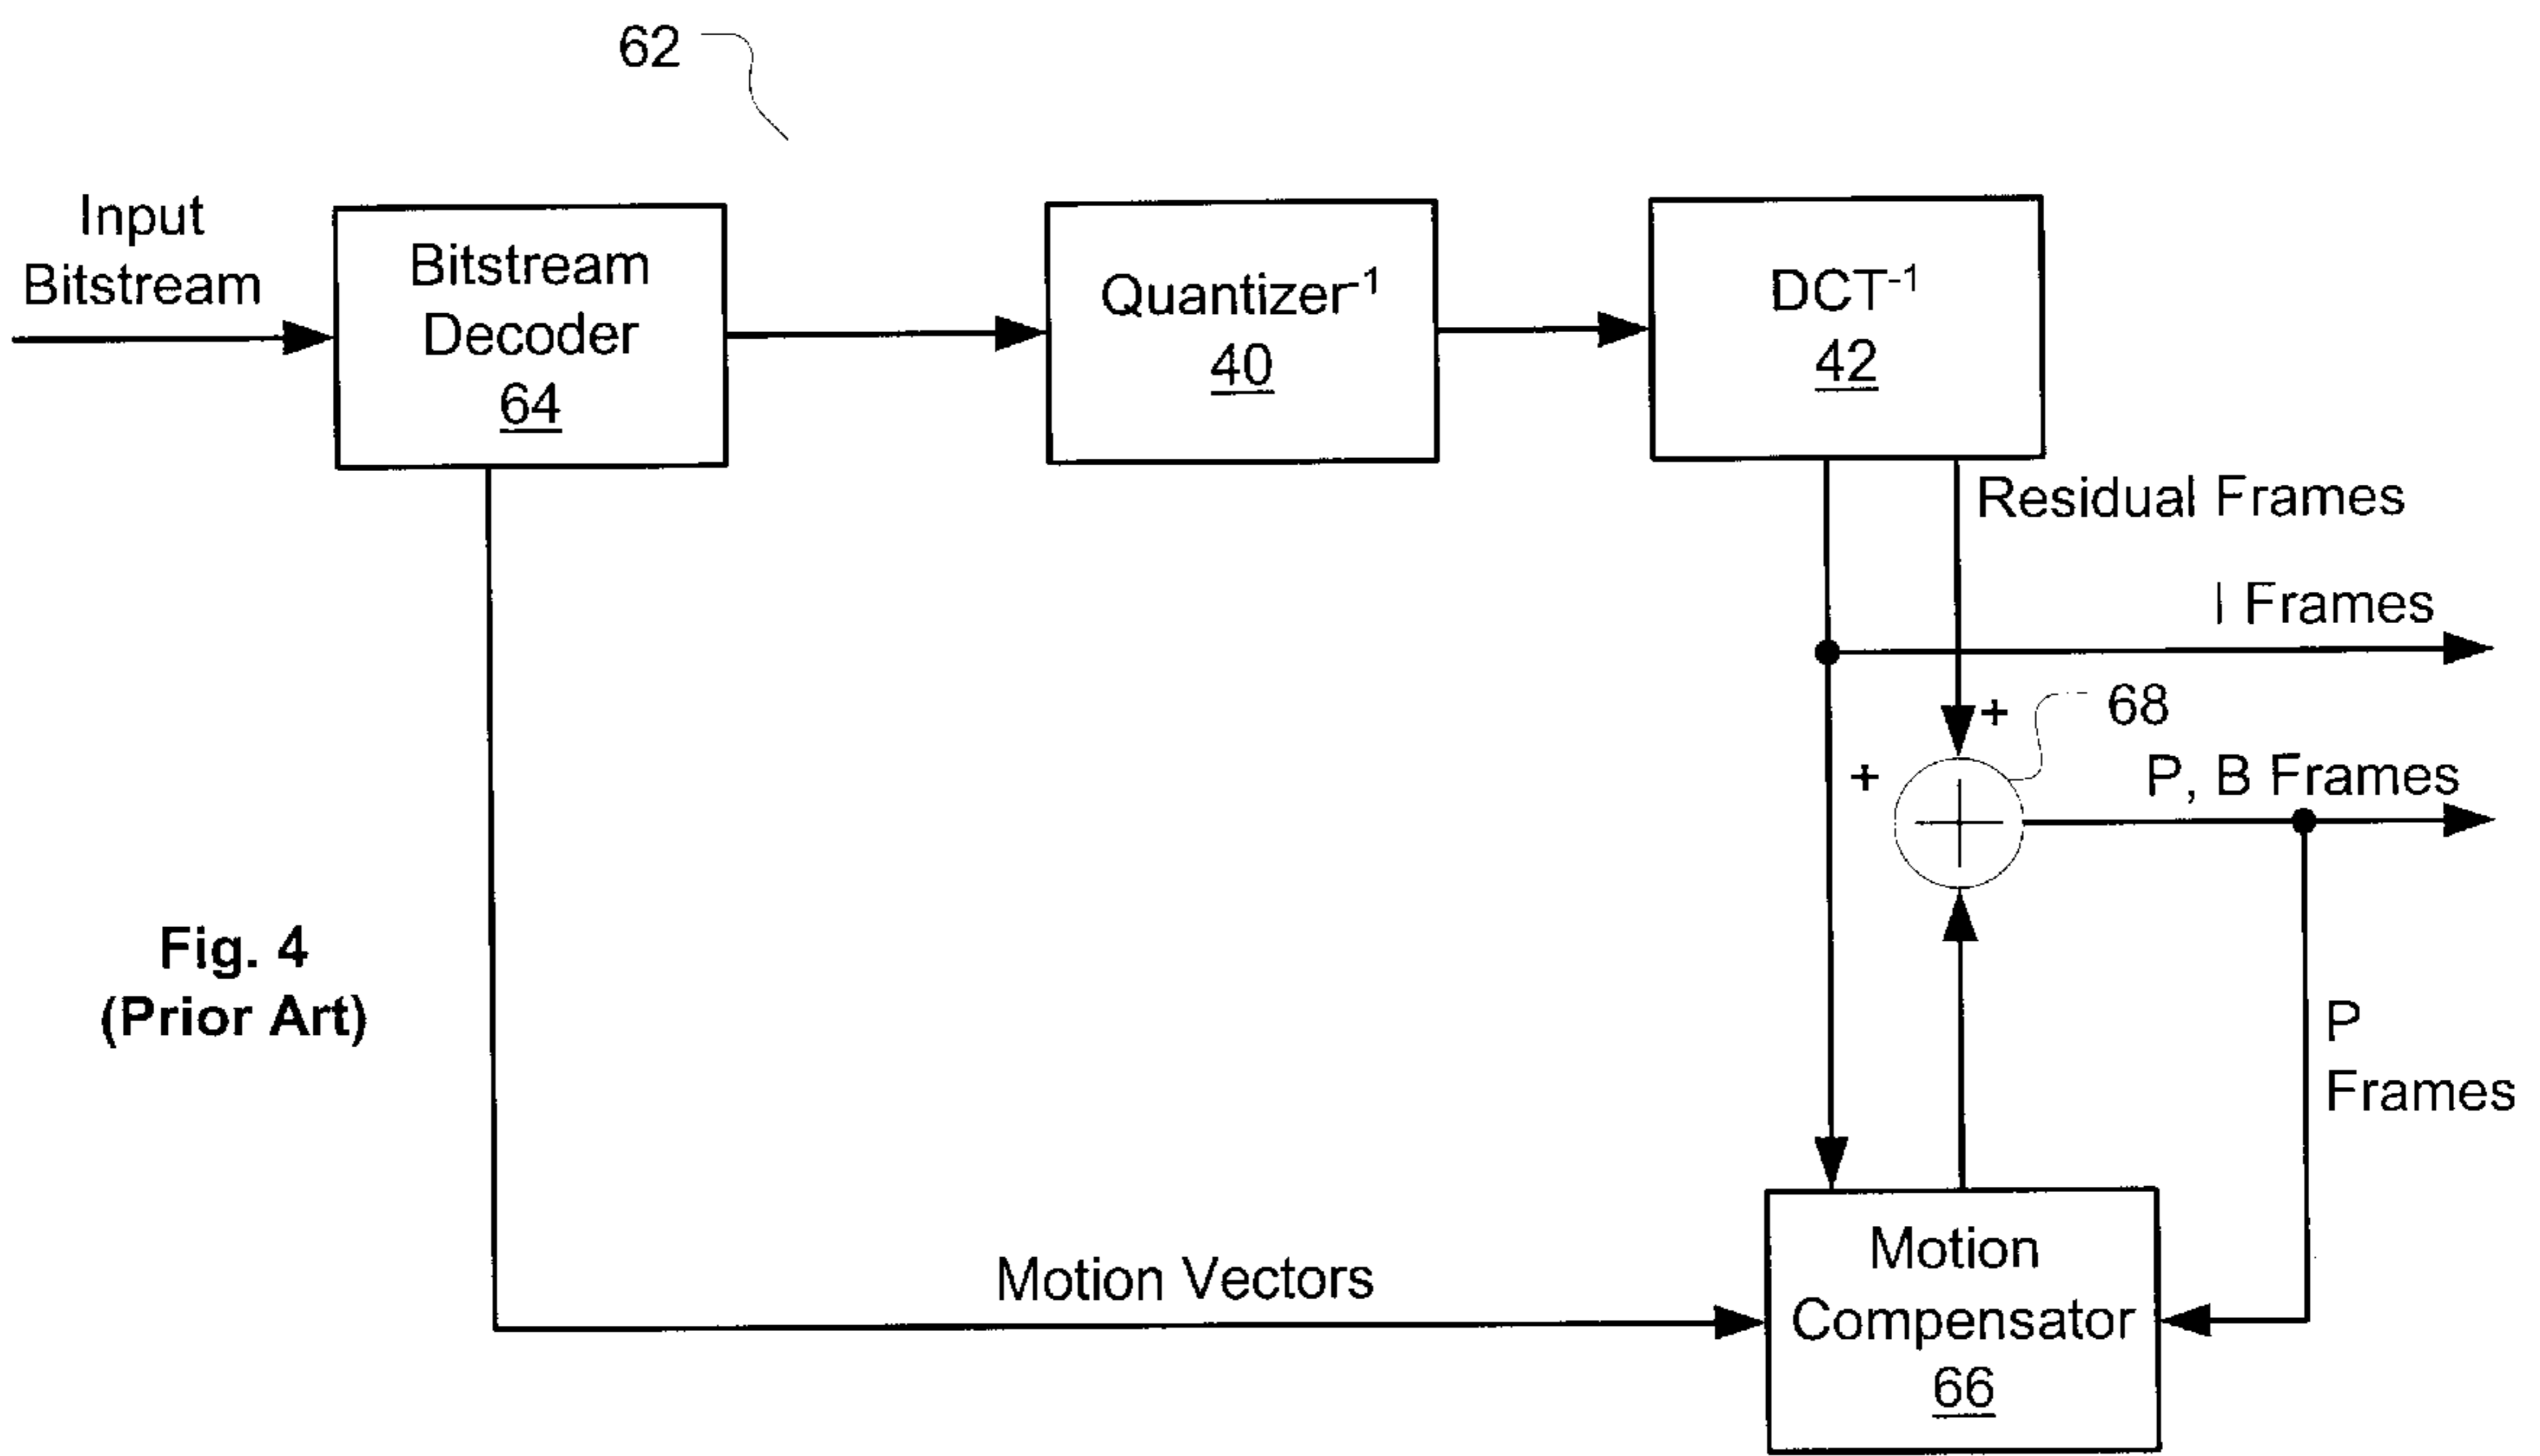 62
Input
Bitstream
Bitstream
Decoder
64
Quantizer-1
40
DCT-1
42
Residual Frames
I Frames
+
68
+
P, B Frames
P
Frames
Fig. 4
(Prior Art)
Motion Vectors
Motion
Compensator
66